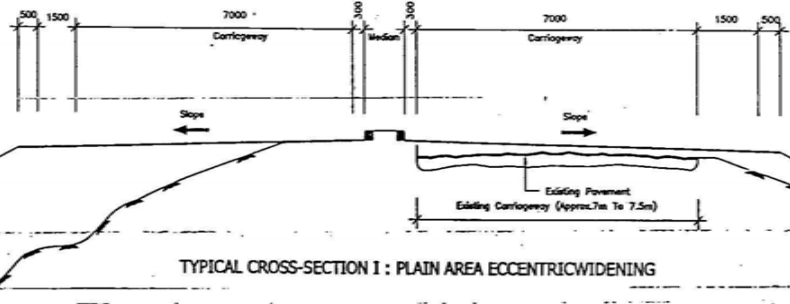 500 1500 7000 300 300 7000 1500 500
Carriageway Median Carriageway
Slope Slope
Existing Pavement
Existing Carriageway (Approx.7m To 7.5m)
TYPICAL CROSS-SECTION I : PLAIN AREA ECCENTRICWIDENING